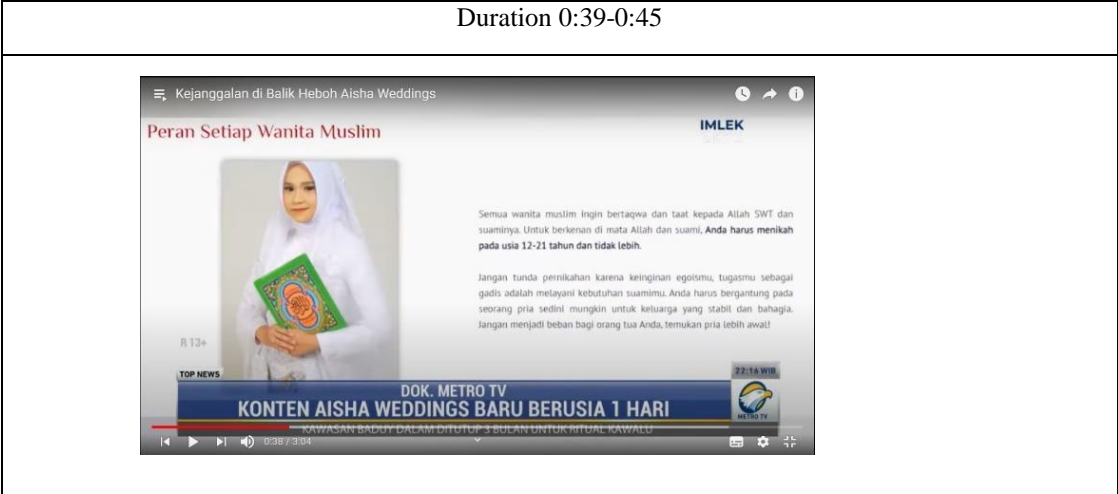 Duration 0:39-0:45
Kejanggalan di Balik Heboh Aisha Weddings
Peran Setiap Wanita Muslim
IMLEK
Semua wanita muslim ingin bertaqwa dan taat kepada Allah SWT dan
suaminya. Untuk berkenan di mata Allah dan suami, Anda harus menikah
pada usia 12-21 tahun dan tidak lebih.
Jangan tunda pernikahan karena keinginan egoismu, tugasmu sebagai
gadis adalah melayani kebutuhan suamimu. Anda harus bergantung pada
seorang pria sedini mungkin untuk keluarga yang stabil dan bahagia.
Jangan menjadi beban bagi orang tua Anda, temukan pria lebih awal!
R 13+
TOP NEWS
22:16 WIB
DOK. METRO TV
KONTEN AISHA WEDDINGS BARU BERUSIA 1 HARI
METRO TV
KAWASAN BADUY DALAM DITUTUP 3 BULAN UNTUK RITUAL KAWALU
0:38 / 3:04